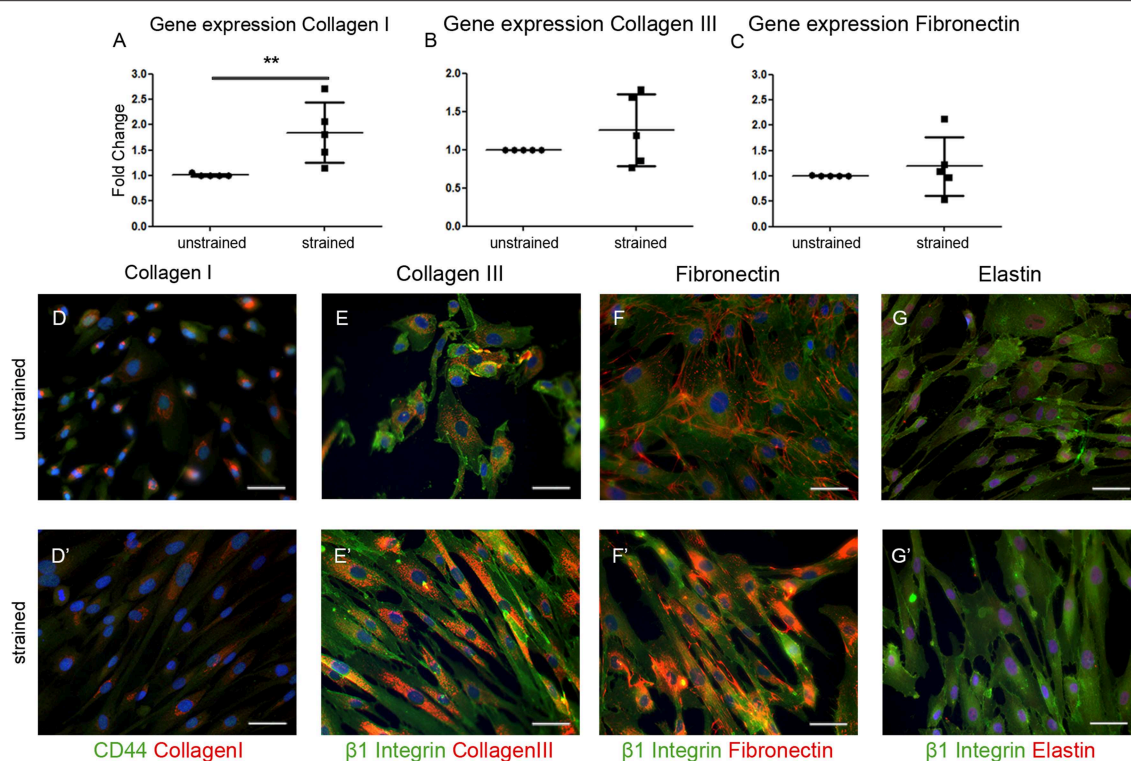 Gene expression Collagen I
Gene expression Collagen III
Gene expression Fibronectin
A
B
C
**
Fold Change
3.0
2.5
2.0
1.5
1.0
0.5
0.0
unstrained
strained
2.0
1.5
1.0
0.5
0.0
unstrained
strained
3.0
2.5
2.0
1.5
1.0
0.5
0.0
unstrained
strained
Collagen I
Collagen III
Fibronectin
Elastin
unstrained
D
E
F
G
strained
D'
E'
F'
G'
CD44 CollagenI
β1 Integrin CollagenIII
β1 Integrin Fibronectin
β1 Integrin Elastin